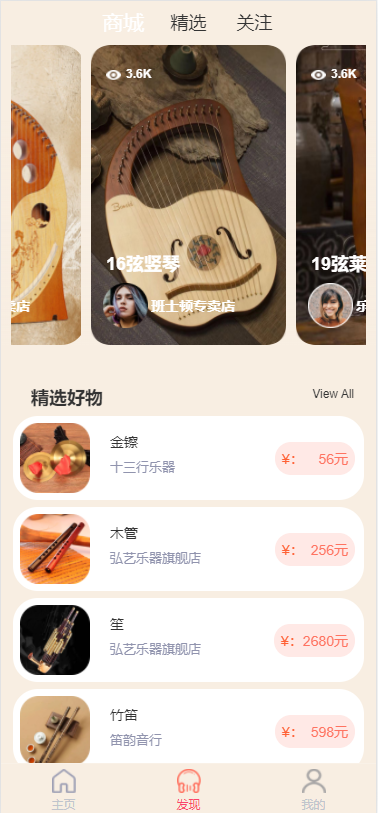 商城 精选 关注
3.6K
3.6K
16弦竖琴
19弦莱
卖店
班士顿专卖店
乐
精选好物
View All
金镲
十三行乐器
¥： 56元
木管
弘艺乐器旗舰店
¥： 256元
笙
弘艺乐器旗舰店
¥：2680元
竹笛
笛韵音行
¥： 598元
主页 发现 我的